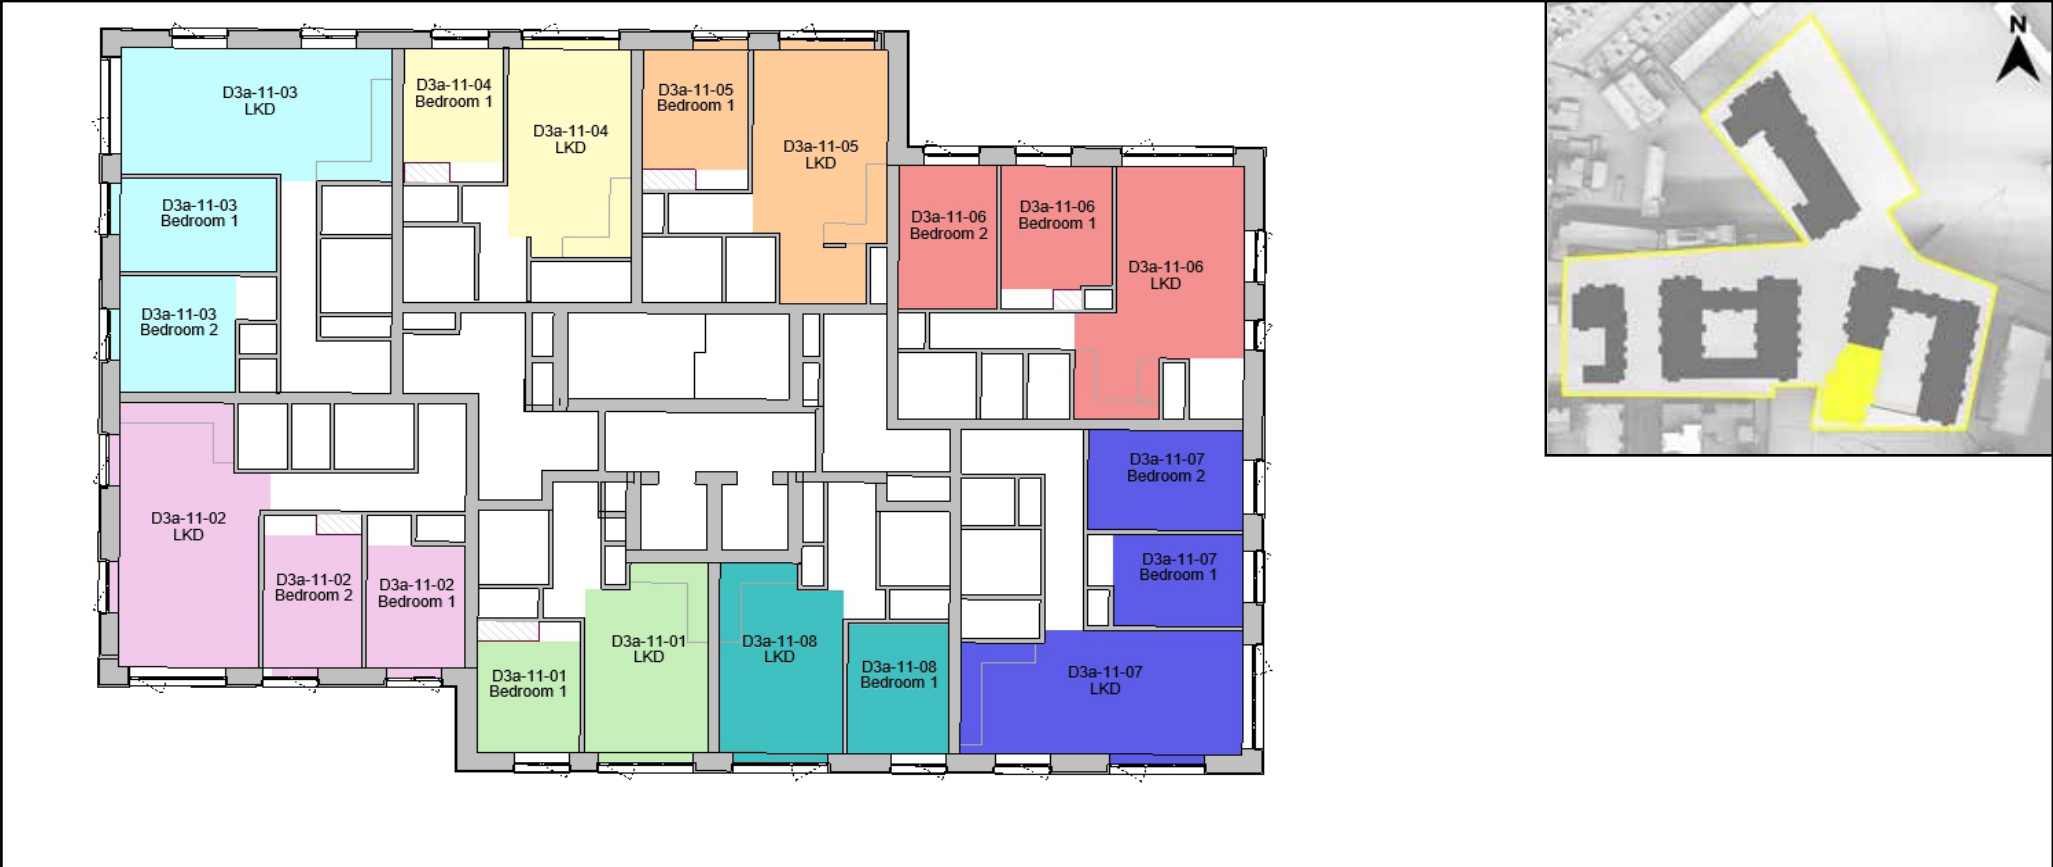 D3a-11-03
LKD
D3a-11-04
Bedroom 1
D3a-11-04
LKD
D3a-11-05
Bedroom 1
D3a-11-05
LKD
D3a-11-03
Bedroom 1
D3a-11-06
Bedroom 2
D3a-11-06
Bedroom 1
D3a-11-06
LKD
D3a-11-03
Bedroom 2
D3a-11-07
Bedroom 2
D3a-11-02
LKD
D3a-11-02
Bedroom 2
D3a-11-02
Bedroom 1
D3a-11-07
Bedroom 1
D3a-11-01
Bedroom 1
D3a-11-01
LKD
D3a-11-08
LKD
D3a-11-08
Bedroom 1
D3a-11-07
LKD
N